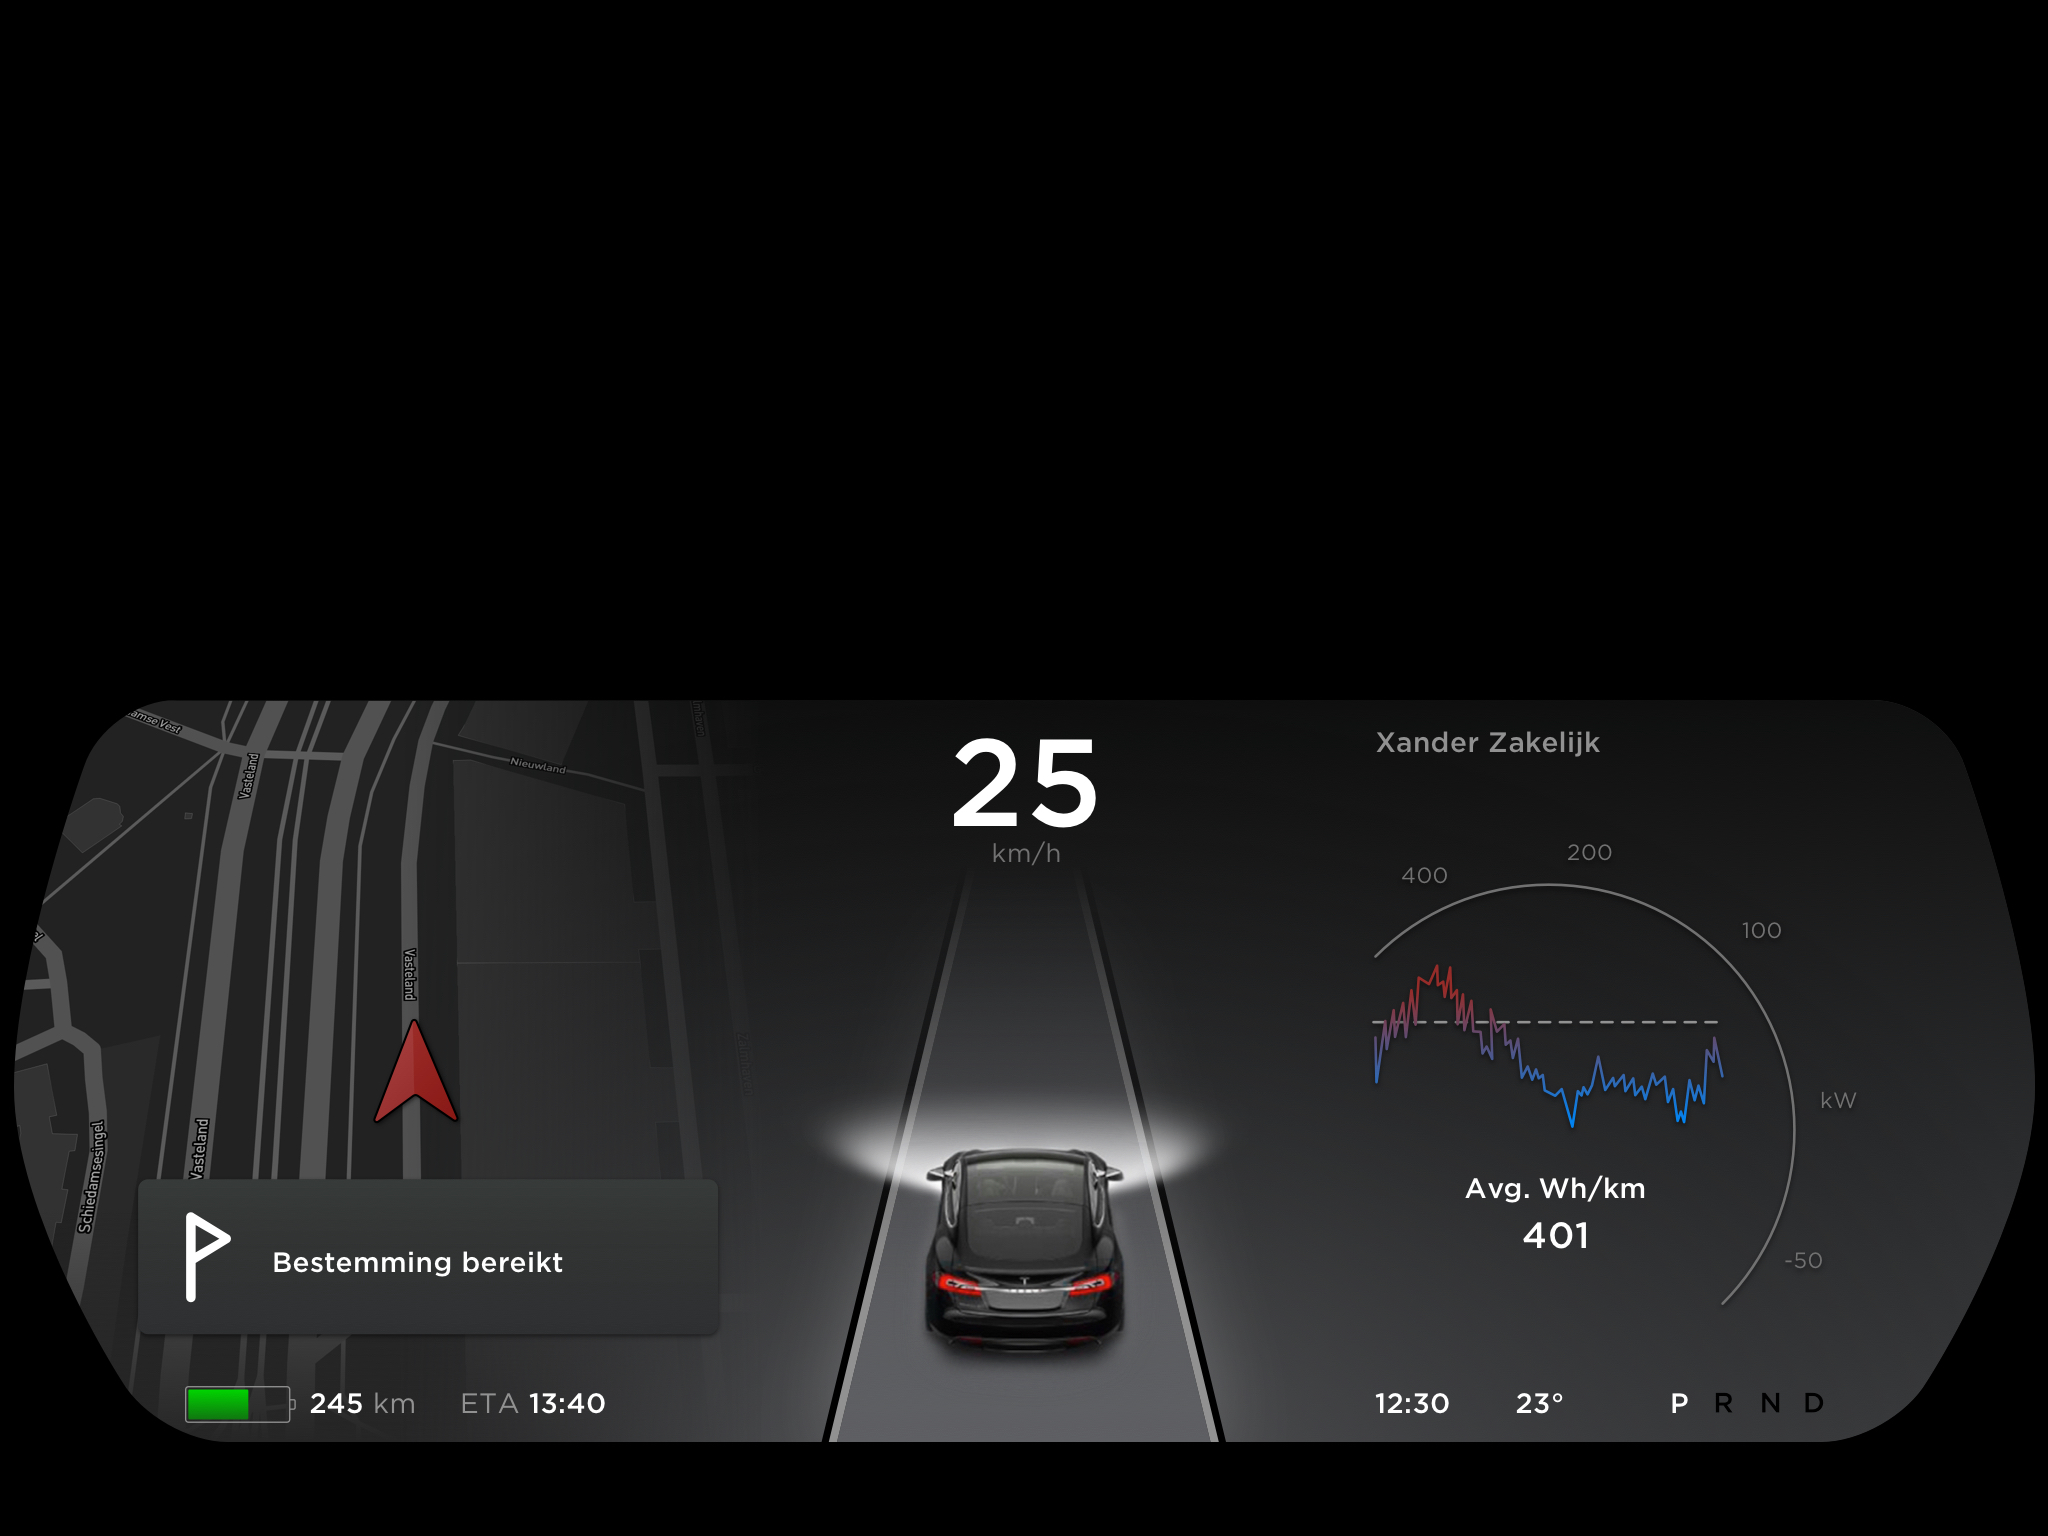 amse Vest
Vasteland
Nieuwland
Vasteland
Vasteland
Schiedamsesingel
Bestemming bereikt
245 km
ETA 13:40
25
km/h
Xander Zakelijk
400
200
100
kW
-50
Avg. Wh/km
401
12:30
23°
P R N D